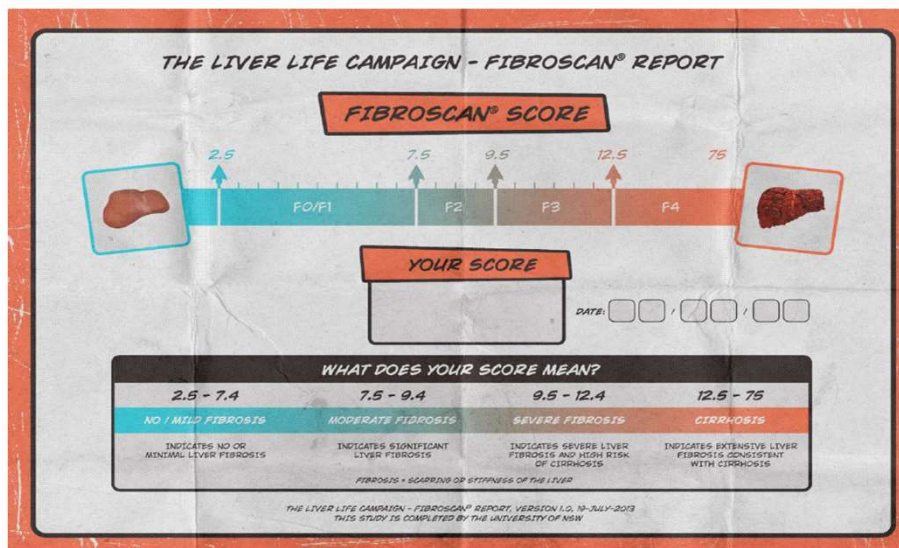 THE LIVER LIFE CAMPAIGN - FIBROSCAN® REPORT
FIBROSCAN® SCORE
2.5 7.5 9.5 12.5 75
F0/F1 F2 F3 F4
YOUR SCORE
DATE: / /
WHAT DOES YOUR SCORE MEAN?
2.5 - 7.4 7.5 - 9.4 9.5 - 12.4 12.5 - 75
NO / MILD FIBROSIS MODERATE FIBROSIS SEVERE FIBROSIS CIRRHOSIS
INDICATES NO OR INDICATES SIGNIFICANT INDICATES SEVERE LIVER INDICATES EXTENSIVE LIVER
MINIMAL LIVER FIBROSIS LIVER FIBROSIS FIBROSIS AND HIGH RISK FIBROSIS CONSISTENT
OF CIRRHOSIS WITH CIRRHOSIS
FIBROSIS = SCARRING OR STIFFNESS OF THE LIVER
THE LIVER LIFE CAMPAIGN - FIBROSCAN® REPORT, VERSION 1.0, 19-JULY-2013
THIS STUDY IS COMPLETED BY THE UNIVERSITY OF NSW